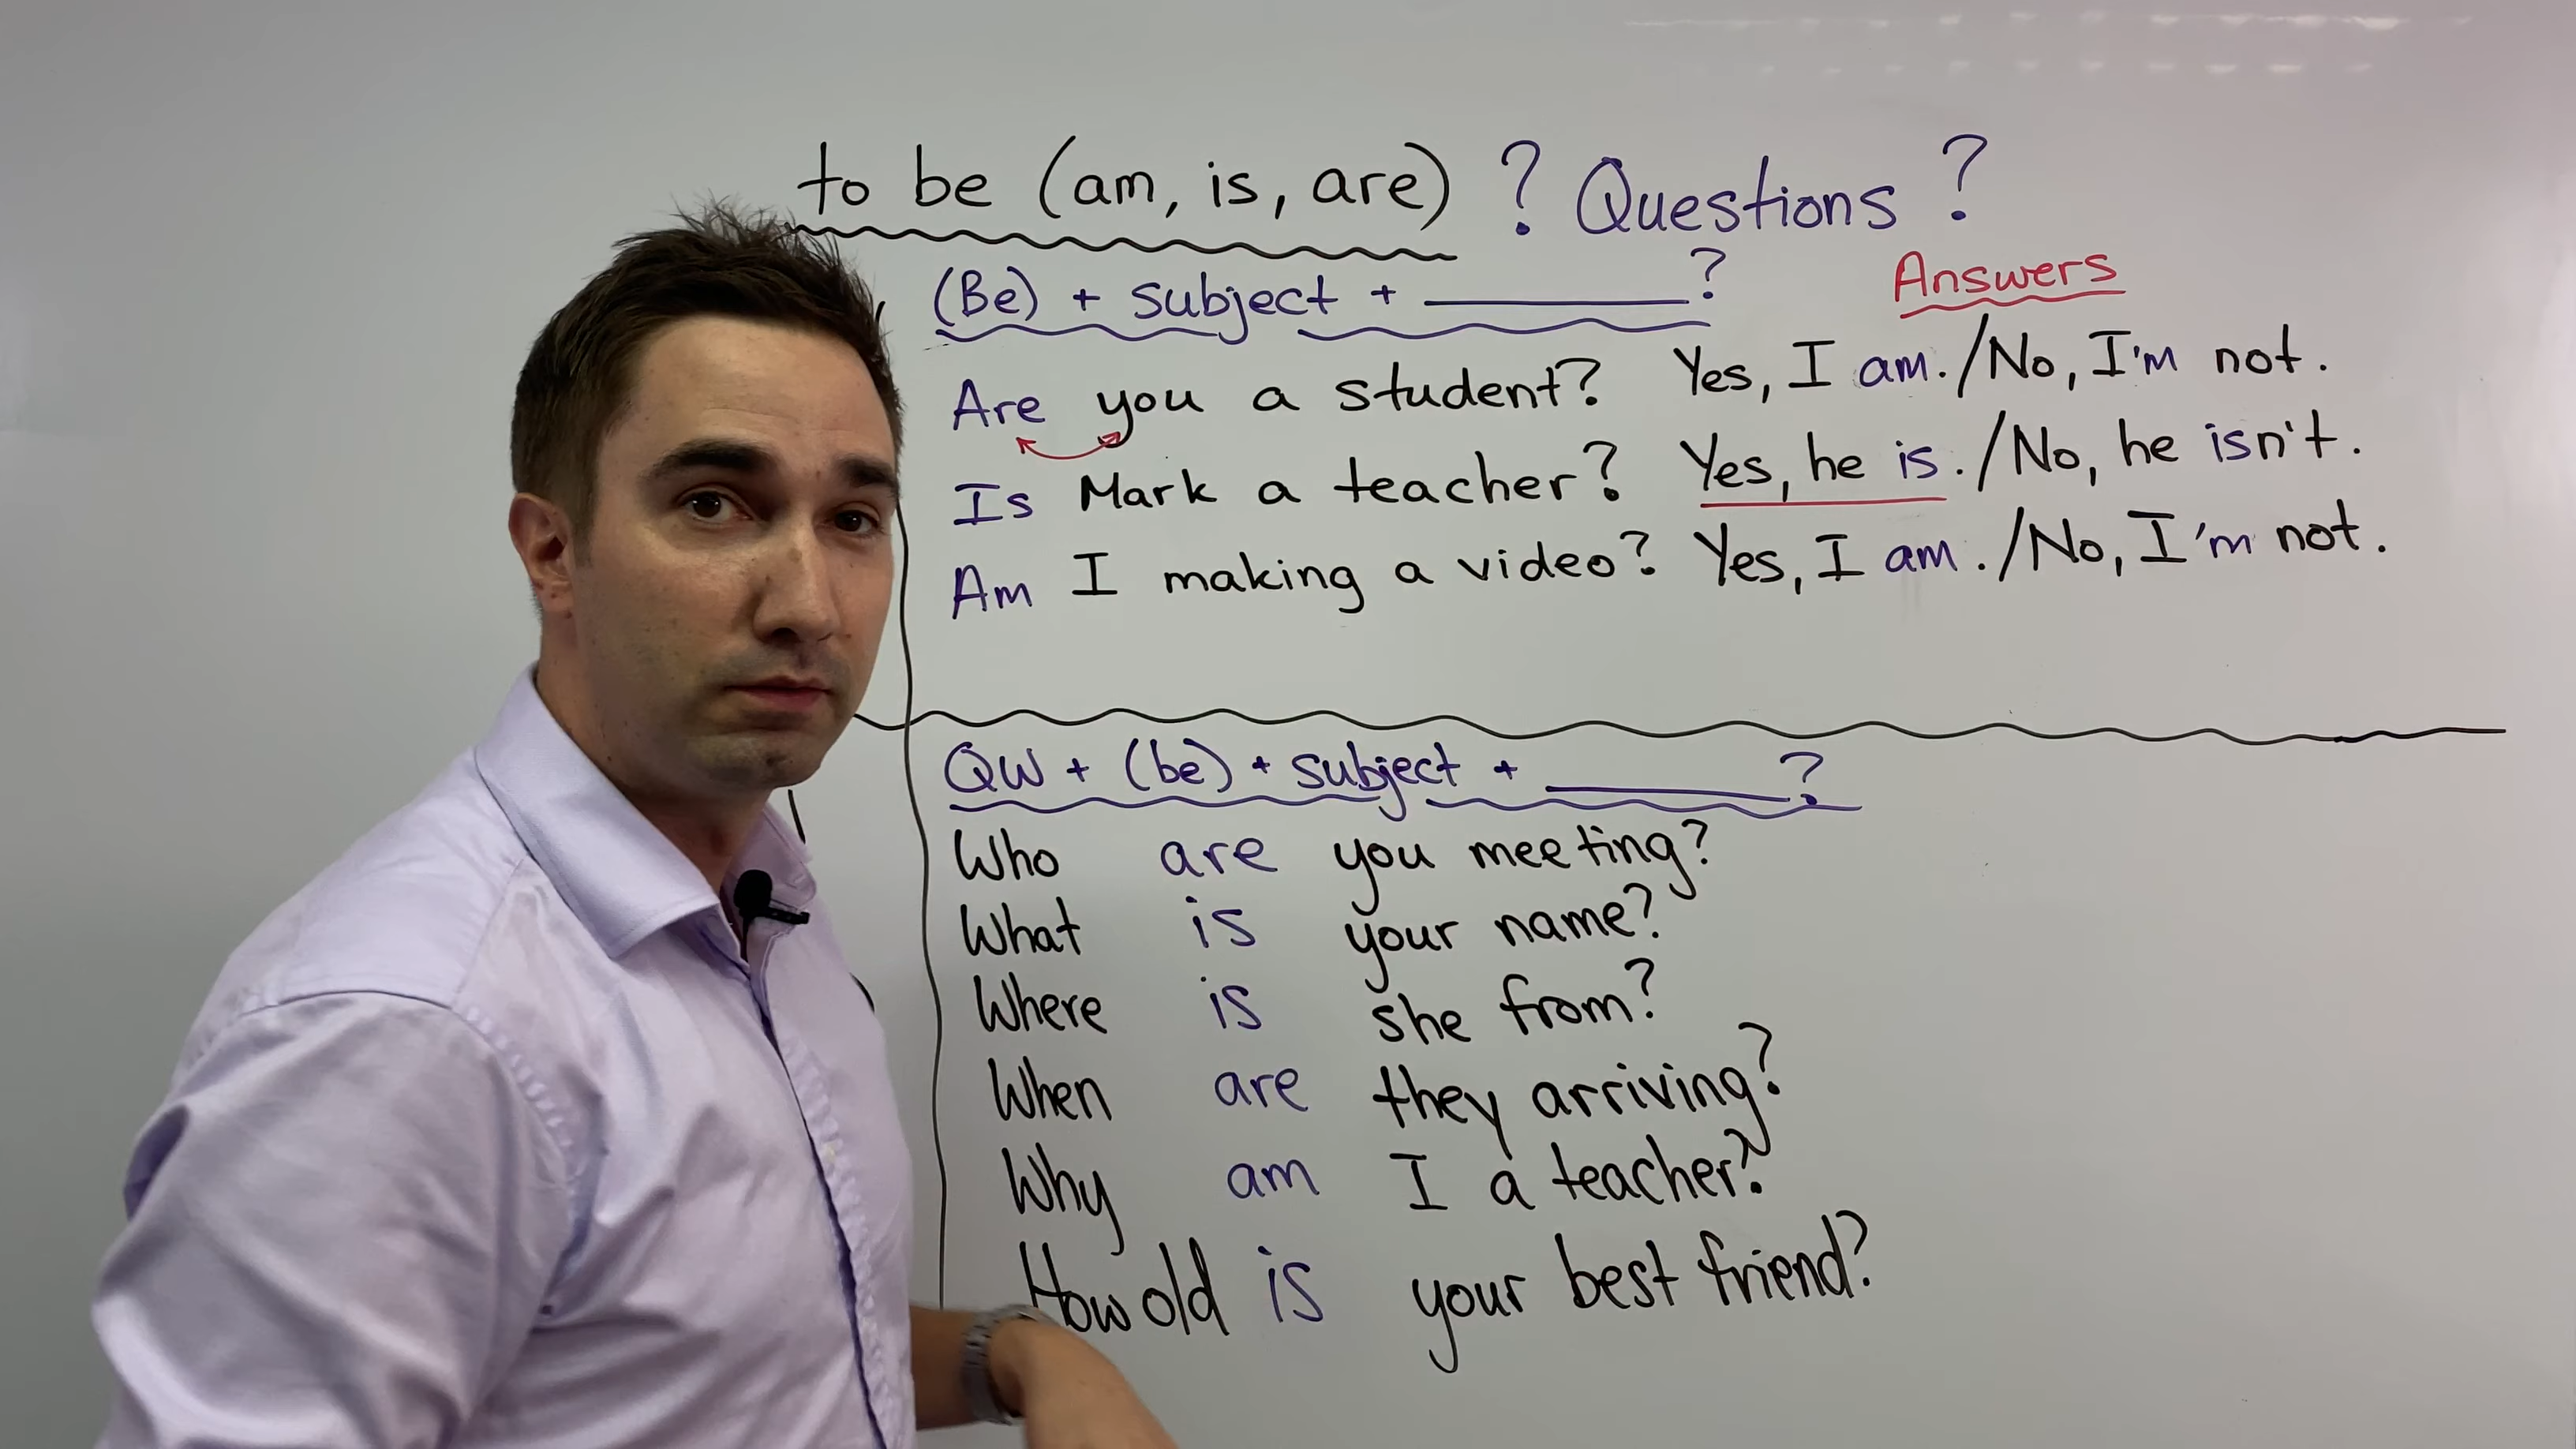 to be (am, is, are) ? Questions ?
(Be) + subject + ________?
Answers
Are you a student? Yes, I am./No, I'm not.
Is Mark a teacher? Yes, he is./No, he isn't.
Am I making a video? Yes, I am./No, I'm not.
QW + (be) + subject + ________?
Who are you meeting?
What is your name?
Where is she from?
When are they arriving?
Why am I a teacher?
How old is your best friend?